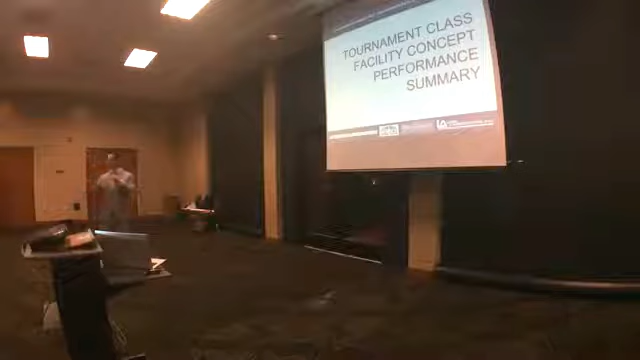 TOURNAMENT CLASS
FACILITY CONCEPT
PERFORMANCE
SUMMARY